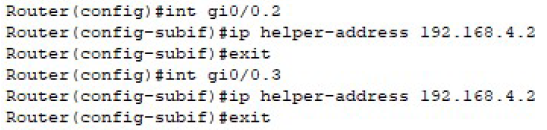 Router(config)#int gi0/0.2
Router(config-subif)#ip helper-address 192.168.4.2
Router(config-subif)#exit
Router(config)#int gi0/0.3
Router(config-subif)#ip helper-address 192.168.4.2
Router(config-subif)#exit